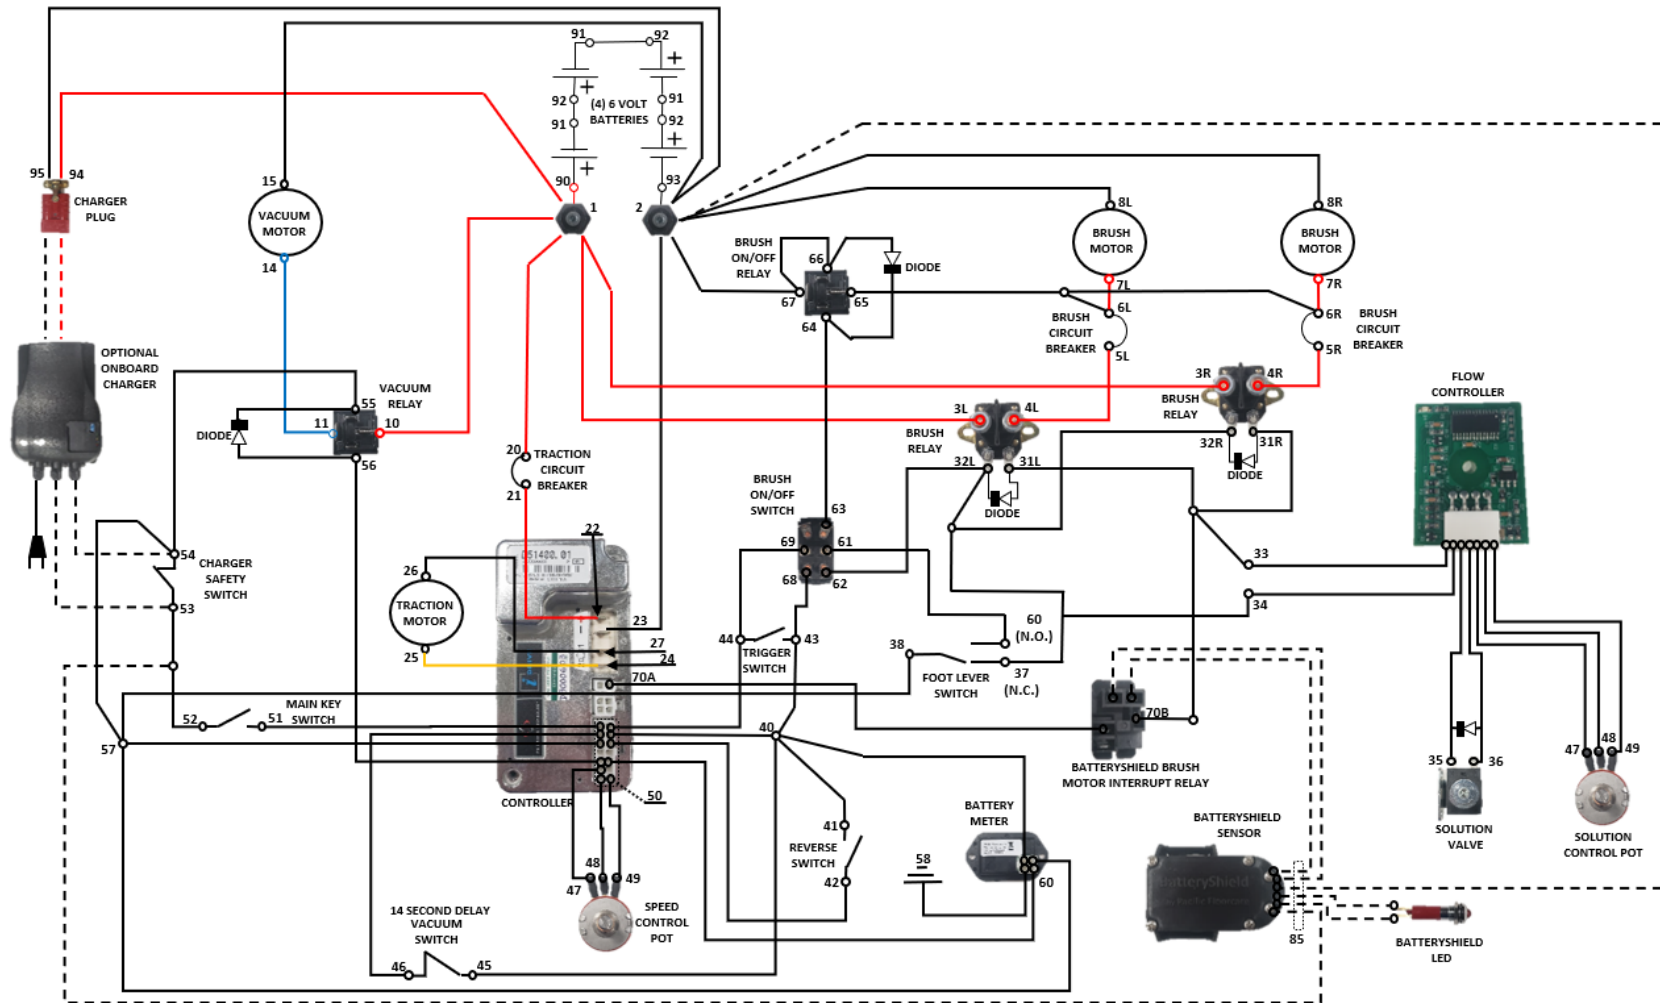 91
92
+
+
92
91
(4) 6 VOLT
BATTERIES
91
92
+
+
90
93
95
94
CHARGER
PLUG
15
VACUUM
MOTOR
14
1
2
8L
BRUSH
MOTOR
7L
8R
BRUSH
MOTOR
7R
BRUSH
ON/OFF
RELAY
66
DIODE
67
65
64
6L
BRUSH
CIRCUIT
BREAKER
5L
6R
BRUSH
CIRCUIT
BREAKER
5R
OPTIONAL
ONBOARD
CHARGER
55
VACUUM
RELAY
11
10
DIODE
56
3R
4R
BRUSH
RELAY
32R
31R
DIODE
FLOW
CONTROLLER
3L
4L
BRUSH
RELAY
32L
31L
DIODE
20
TRACTION
CIRCUIT
BREAKER
21
BRUSH
ON/OFF
SWITCH
63
69
61
68
62
22
54
CHARGER
SAFETY
SWITCH
53
26
TRACTION
MOTOR
25
23
27
24
70A
33
34
44
43
TRIGGER
SWITCH
38
60
(N.O.)
FOOT LEVER
SWITCH
37
(N.C.)
MAIN KEY
SWITCH
52
51
57
40
70B
BATTERYSHIELD BRUSH
MOTOR INTERRUPT RELAY
CONTROLLER
50
35
36
SOLUTION
VALVE
47
48
49
SOLUTION
CONTROL POT
41
REVERSE
SWITCH
42
BATTERY
METER
58
60
BATTERYSHIELD
SENSOR
BatteryShield
85
BATTERYSHIELD
LED
48
47
49
SPEED
CONTROL
POT
14 SECOND DELAY
VACUUM
SWITCH
46
45